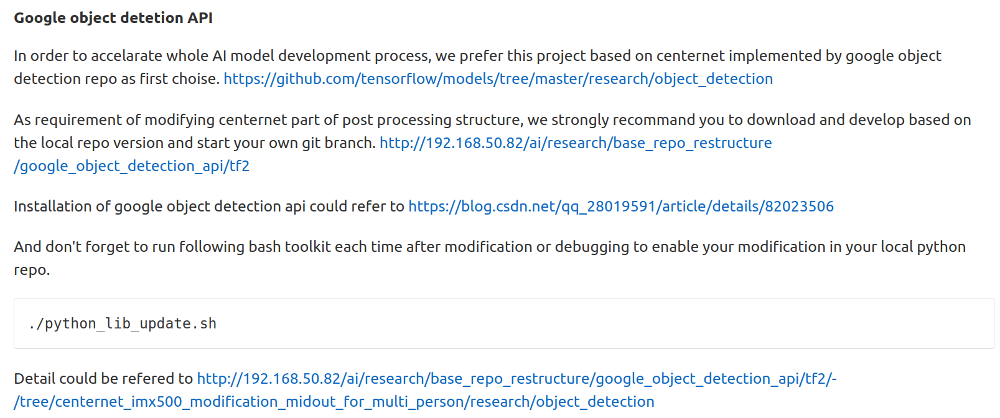 Google object detetion API
In order to accelarate whole AI model development process, we prefer this project based on centernet implemented by google object
detection repo as first choise. https://github.com/tensorflow/models/tree/master/research/object_detection
As requirement of modifying centernet part of post processing structure, we strongly recommand you to download and develop based on
the local repo version and start your own git branch. http://192.168.50.82/ai/research/base_repo_restructure
/google_object_detection_api/tf2
Installation of google object detection api could refer to https://blog.csdn.net/qq_28019591/article/details/82023506
And don't forget to run following bash toolkit each time after modification or debugging to enable your modification in your local python
repo.
./python_lib_update.sh
Detail could be refered to http://192.168.50.82/ai/research/base_repo_restructure/google_object_detection_api/tf2/-
/tree/centernet_imx500_modification_midout_for_multi_person/research/object_detection